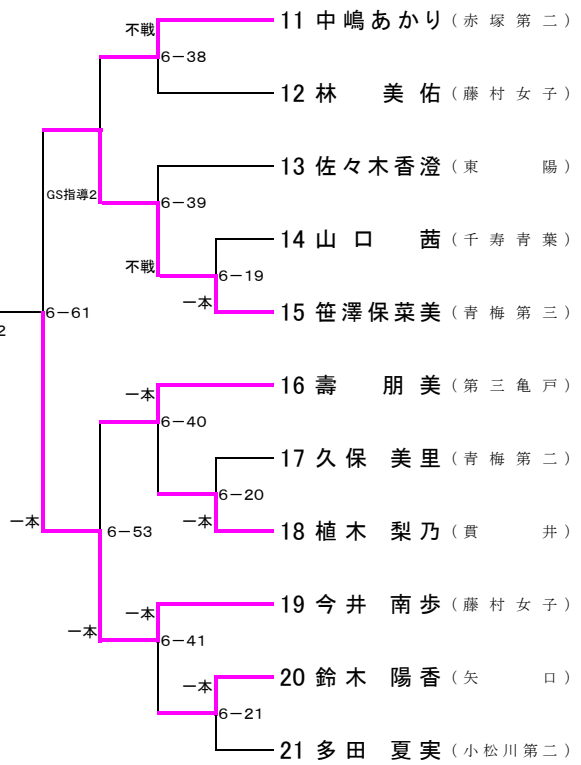 不戦
11 中嶋あかり (赤塚第二)
6-38
12 林 美佑 (藤村女子)
13 佐々木香澄 (東 陽)
GS指導2
6-39
14 山口 茜 (千寿青葉)
不戦
6-19
一本
15 笹澤保菜美 (青梅第三)
6-61
2
16 壽 朋美 (第三亀戸)
一本
6-40
17 久保 美里 (青梅第二)
6-20
一本
18 植木 梨乃 (貫 井)
一本
6-53
19 今井 南歩 (藤村女子)
一本
一本
6-41
20 鈴木 陽香 (矢 口)
一本
6-21
21 多田 夏実 (小松川第二)